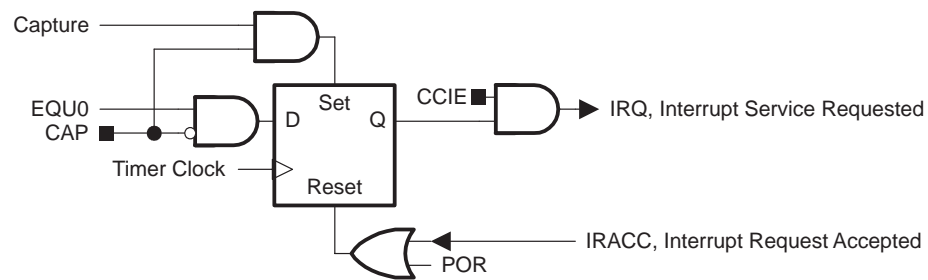 Capture
Set
CCIE
IRQ, Interrupt Service Requested
EQU0
D
Q
CAP
Timer Clock
Reset
IRACC, Interrupt Request Accepted
POR